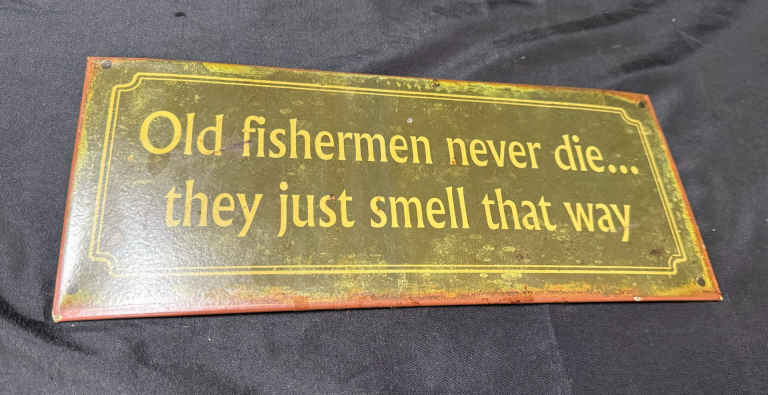 Old fishermen never die...
they just smell that way